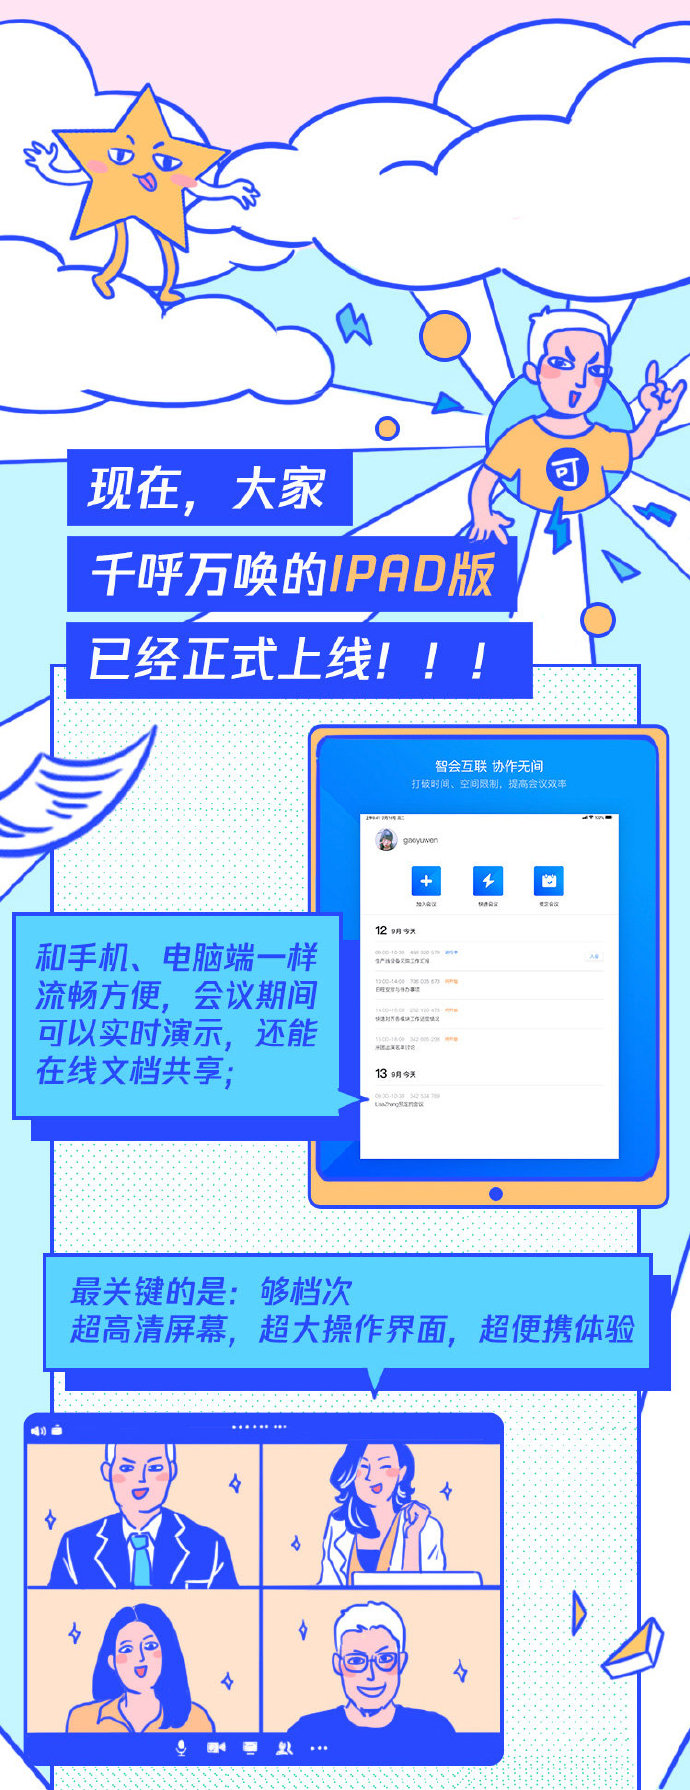 可
现在，大家
千呼万唤的IPAD版
已经正式上线！！！
智会互联 协作无间
打破时间、空间限制，提高会议效率
gaoyuwen
加入会议
快速会议
预定会议
12 9月 今天
和手机、电脑端一样
流畅方便，会议期间
可以实时演示，还能
在线文档共享；
13 9月 今天
最关键的是：够档次
超高清屏幕，超大操作界面，超便携体验